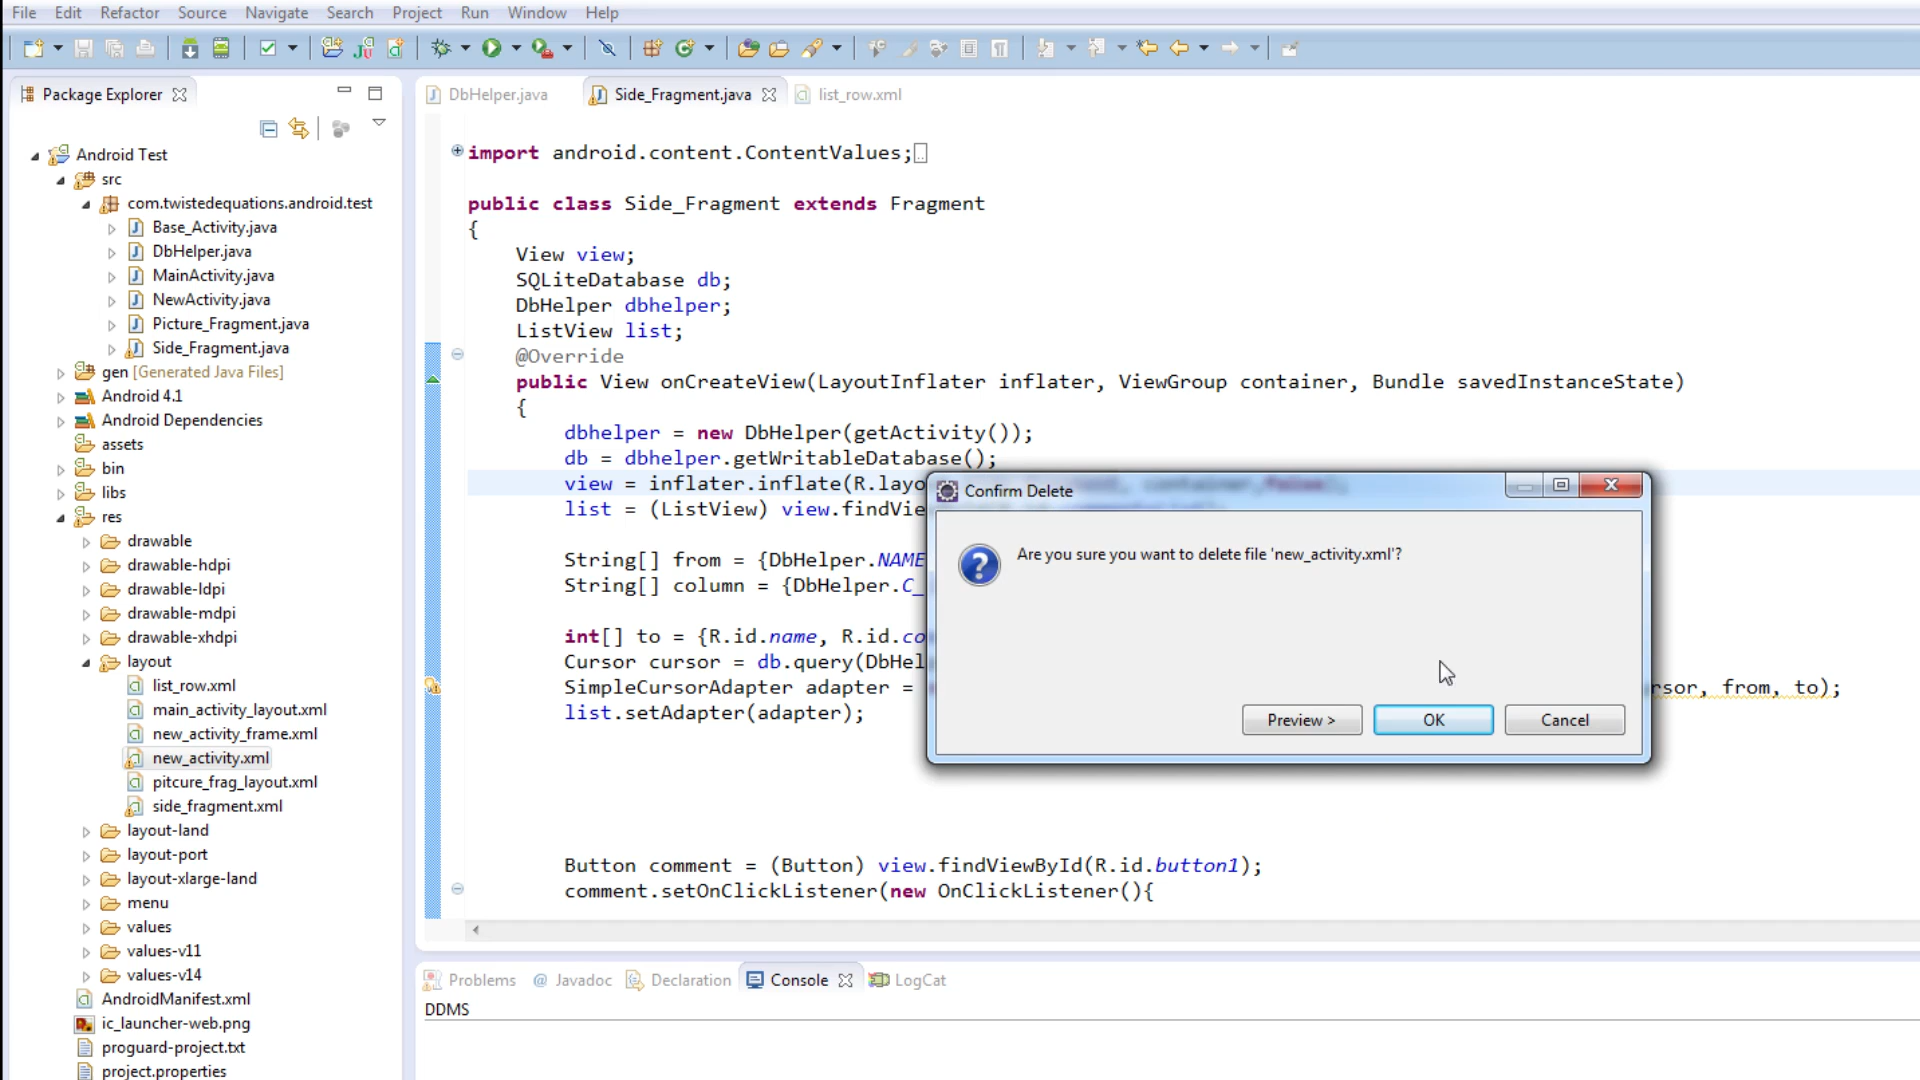 File Edit Refactor Source Navigate Search Project Run Window Help
Package Explorer
DbHelper.java
Side_Fragment.java
list_row.xml
Android Test
src
com.twistedequations.android.test
Base_Activity.java
DbHelper.java
MainActivity.java
NewActivity.java
Picture_Fragment.java
Side_Fragment.java
gen [Generated Java Files]
Android 4.1
Android Dependencies
assets
bin
libs
res
drawable
drawable-hdpi
drawable-ldpi
drawable-mdpi
drawable-xhdpi
layout
list_row.xml
main_activity_layout.xml
new_activity_frame.xml
new_activity.xml
pitcure_frag_layout.xml
side_fragment.xml
layout-land
layout-port
layout-xlarge-land
menu
values
values-v11
values-v14
AndroidManifest.xml
ic_launcher-web.png
proguard-project.txt
project.properties
import android.content.ContentValues;
public class Side_Fragment extends Fragment
{
View view;
SQLiteDatabase db;
DbHelper dbhelper;
ListView list;
@Override
public View onCreateView(LayoutInflater inflater, ViewGroup container, Bundle savedInstanceState)
{
dbhelper = new DbHelper(getActivity());
db = dbhelper.getWritableDatabase();
view = inflater.inflate(R.layo
list = (ListView) view.findVie
String[] from = {DbHelper.NAME
String[] column = {DbHelper.C_
int[] to = {R.id.name, R.id.co
Cursor cursor = db.query(DbHel
SimpleCursorAdapter adapter = rsor, from, to);
list.setAdapter(adapter);
Button comment = (Button) view.findViewById(R.id.button1);
comment.setOnClickListener(new OnClickListener(){
Confirm Delete
Are you sure you want to delete file 'new_activity.xml'?
Preview > OK Cancel
Problems @ Javadoc Declaration Console LogCat
DDMS